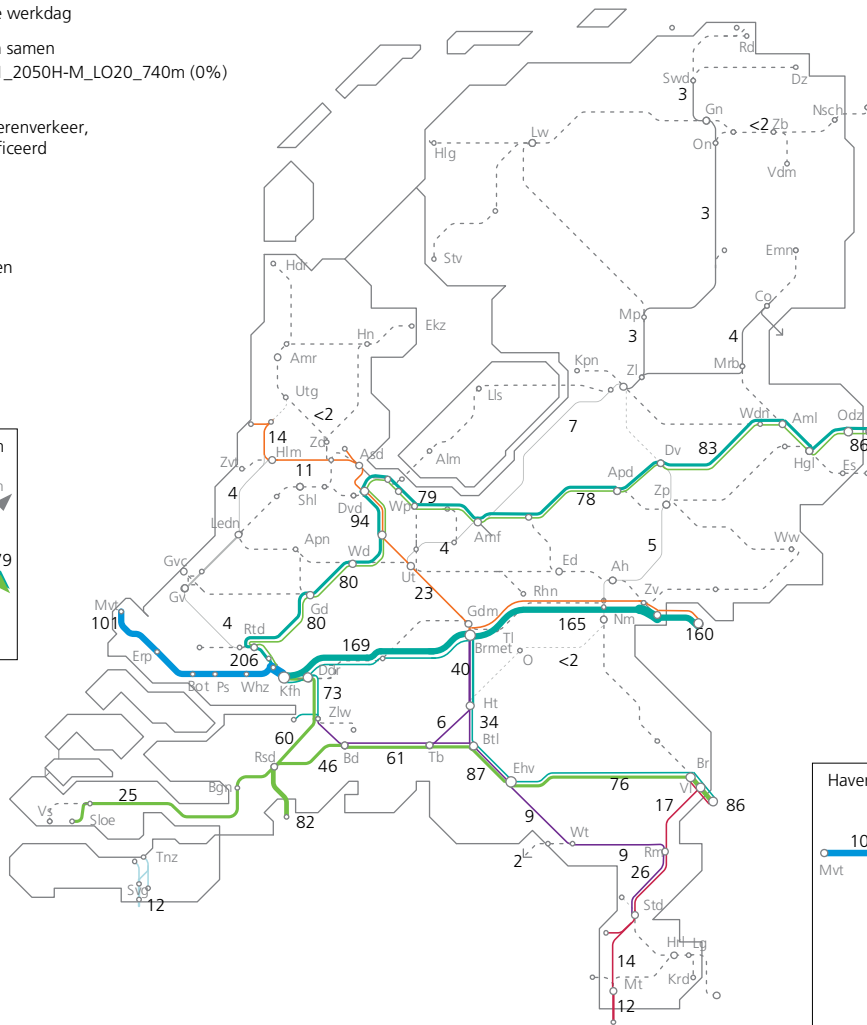 e werkdag
n samen
1_2050H-M_LO20_740m (0%)
erenverkeer,
ficeerd
en
Rd
Swd
Dz
3
Gn
Nsch
<2
Zb
On
Lw
Hlg
Vdm
3
Stv
Emn
Hdr
Co
Mp
Ekz
Hn
3
4
Amr
Kpn
Zl
Mrb
Utg
Lls
<2
7
Wdn
Aml
Odz
14
Zd
83
86
Hlm
Asd
Dv
Zvt
11
Alm
Hgl
Es
Apd
4
Shl
Dvd
Wp
79
78
Zp
94
Ledn
Amf
Apn
4
5
Ww
Wd
Gvc
80
Ut
Ed
Ah
Gv
23
Rhn
Zv
Mvt
Gd
101
4
80
Gdm
165
Nm
160
Rtd
169
Tl
Erp
206
Brmet
O
<2
Bot
Ps
Whz
Kfh
Ddr
40
73
Zlw
Ht
6
34
60
Btl
Rsd
46
Bd
61
Tb
87
Ehv
76
Br
Vl
Bgn
25
86
17
Vs
Sloe
82
9
Wt
9
Rm
2
26
Tnz
Svg
12
Std
Hrl
Lg
14
Mt
Krd
12
n
79
Haver
10
Mvt